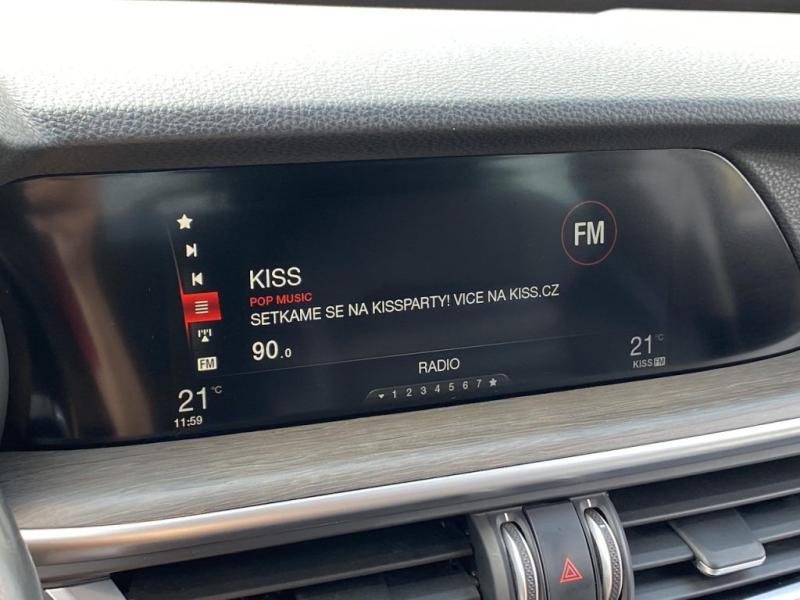 FM
KISS
POP MUSIC
SETKAME SE NA KISSPARTY! VICE NA KISS.CZ
90.0
FM
RADIO
1 2 3 4 5 6 7
21°C
11:59
21°C
KISS FM